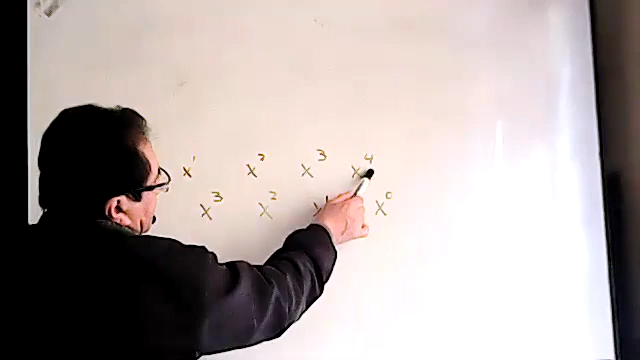 x¹ x² x³ x⁴
x³ x² x⁰